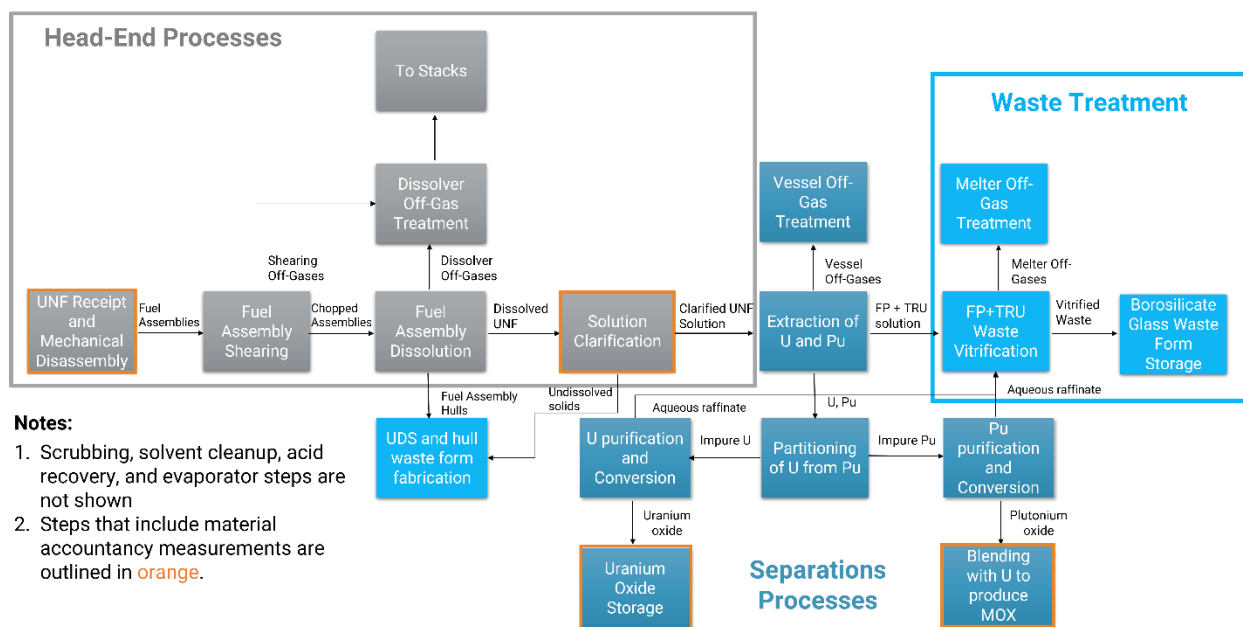 Head-End Processes
To Stacks
Waste Treatment
Dissolver
Off-Gas
Treatment
Vessel Off-
Gas
Treatment
Melter Off-
Gas
Treatment
Shearing
Off-Gases
Dissolver
Off-Gases
Vessel
Off-Gases
Melter Off-
Gases
UNF Receipt
and
Mechanical
Disassembly
Fuel
Assemblies
Fuel
Assembly
Shearing
Chopped
Assemblies
Fuel
Assembly
Dissolution
Dissolved
UNF
Solution
Clarification
Clarified UNF
Solution
Extraction of
U and Pu
FP + TRU
solution
FP+TRU
Waste
Vitrification
Vitrified
Waste
Borosilicate
Glass Waste
Form
Storage
Fuel Assembly
Hulls
Undissolved
solids
Aqueous raffinate
U, Pu
Aqueous raffinate
UDS and hull
waste form
fabrication
U purification
and
Conversion
Impure U
Partitioning
of U from Pu
Impure Pu
Pu
purification
and
Conversion
Uranium
oxide
Plutonium
oxide
Uranium
Oxide
Storage
Separations
Processes
Blending
with U to
produce
MOX
Notes:
1. Scrubbing, solvent cleanup, acid
recovery, and evaporator steps are
not shown
2. Steps that include material
accountancy measurements are
outlined in orange.